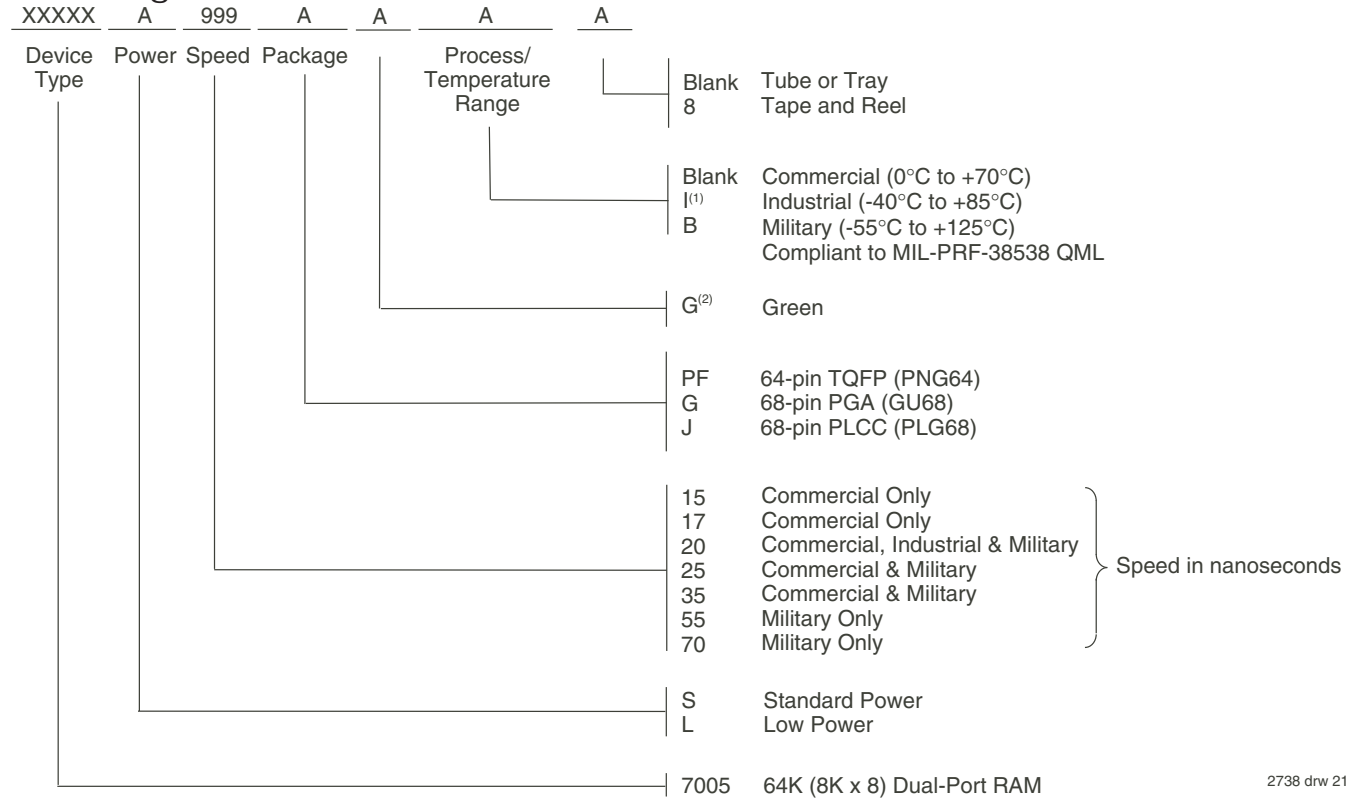 XXXXX A 999 A A A A
Device Type Power Speed Package Process/ Temperature Range
Blank Tube or Tray
8 Tape and Reel
Blank Commercial (0°C to +70°C)
I(1) Industrial (-40°C to +85°C)
B Military (-55°C to +125°C)
Compliant to MIL-PRF-38538 QML
G(2) Green
PF 64-pin TQFP (PNG64)
G 68-pin PGA (GU68)
J 68-pin PLCC (PLG68)
15 Commercial Only
17 Commercial Only
20 Commercial, Industrial & Military
25 Commercial & Military
35 Commercial & Military
55 Military Only
70 Military Only
Speed in nanoseconds
S Standard Power
L Low Power
7005 64K (8K x 8) Dual-Port RAM
2738 drw 21